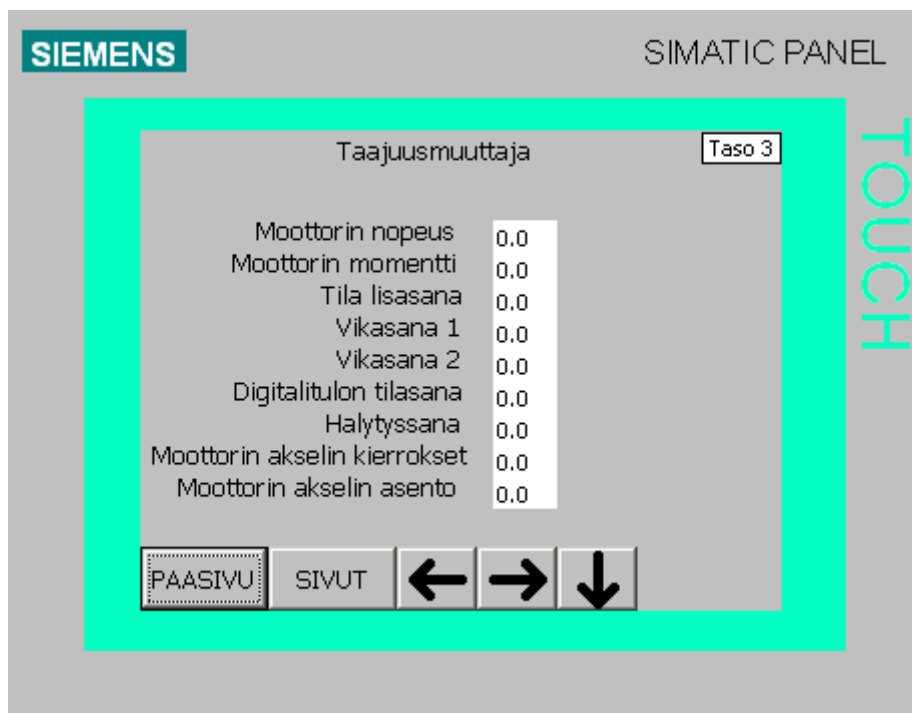 SIEMENS
SIMATIC PANEL
TOUCH
Taajuusmuuttaja
Taso 3
Moottorin nopeus 0.0
Moottorin momentti 0.0
Tila lisasana 0.0
Vikasana 1 0.0
Vikasana 2 0.0
Digitalitulon tilasana 0.0
Halytyssana 0.0
Moottorin akselin kierrokset 0.0
Moottorin akselin asento 0.0
PAASIVU SIVUT